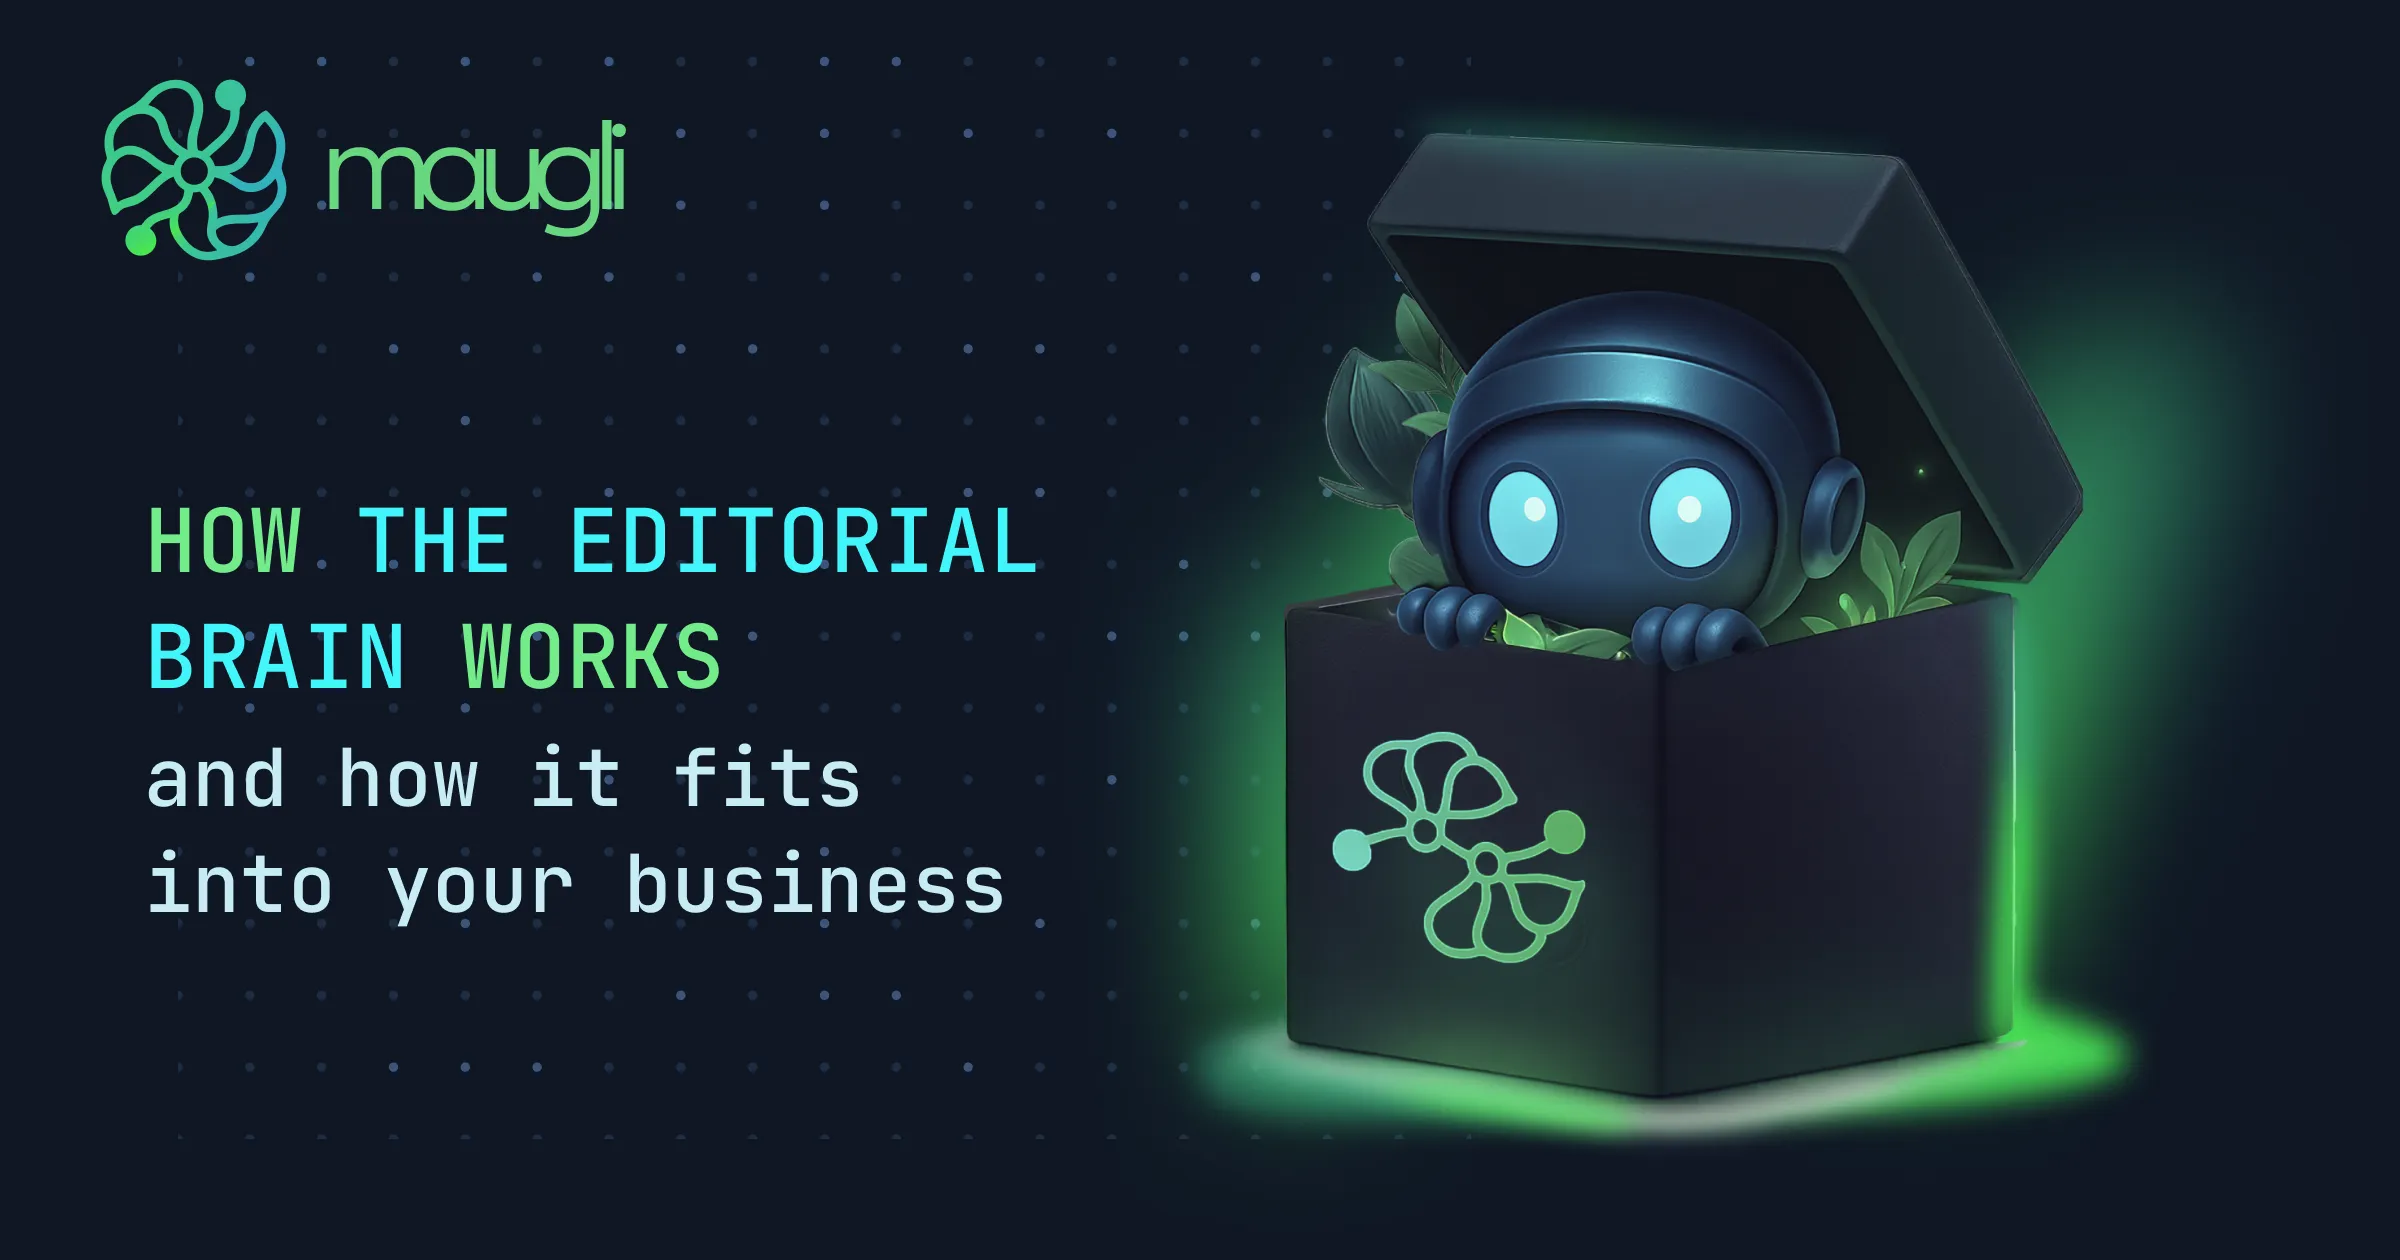 maugli
HOW THE EDITORIAL
BRAIN WORKS
and how it fits
into your business